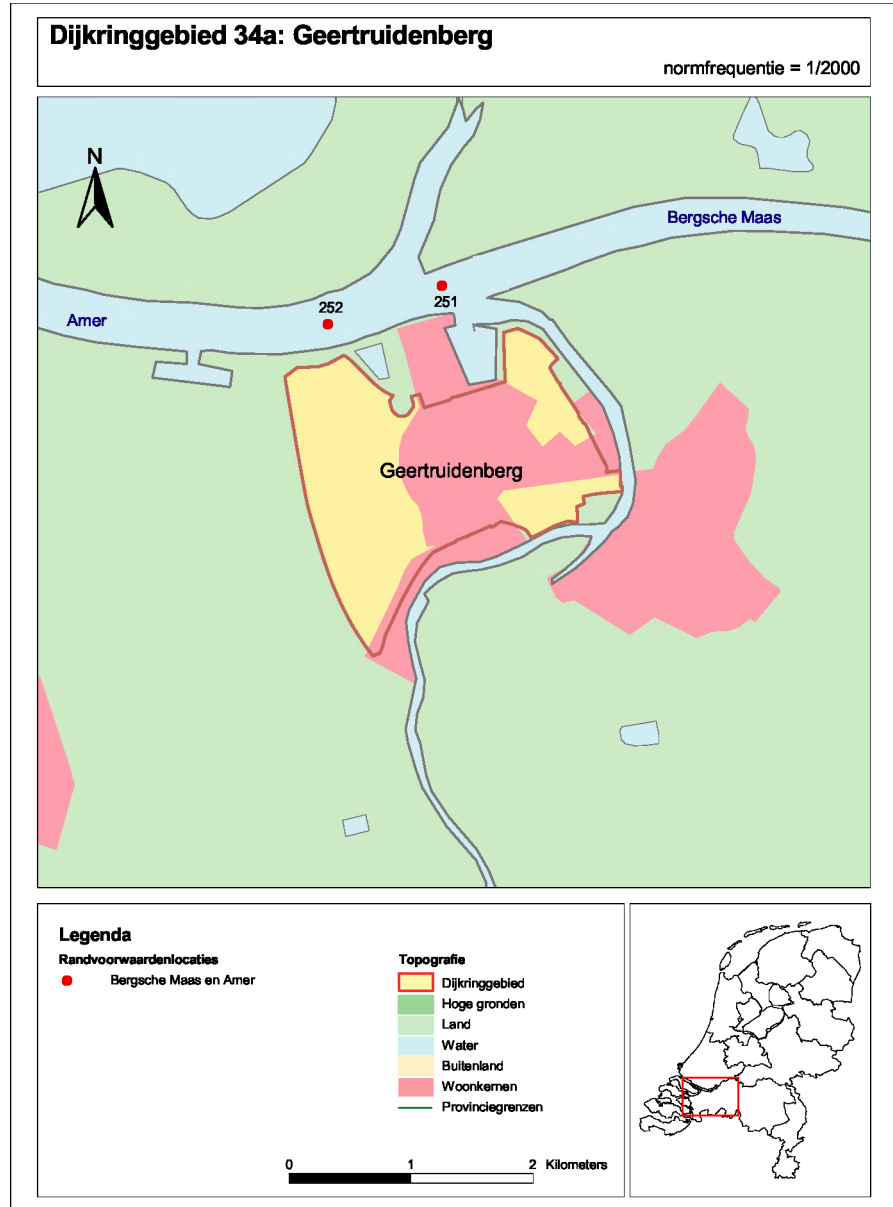 Dijkringgebied 34a: Geertruidenberg
normfrequentie = 1/2000
N
Bergsche Maas
252
251
Amer
Geertruidenberg
Legenda
Randvoorwaardenlocaties
Bergsche Maas en Amer
Topografie
Dijkringgebied
Hoge gronden
Land
Water
Buitenland
Woonkernen
Provinciegrenzen
0 1 2 Kilometers